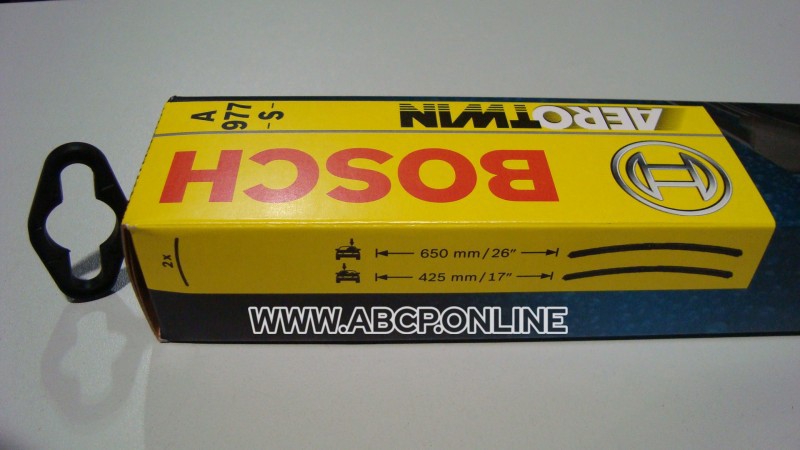 AEROTWIN
A
977
-S-
BOSCH
2x
650 mm/26"
425 mm/17"
WWW.ABCP.ONLINE